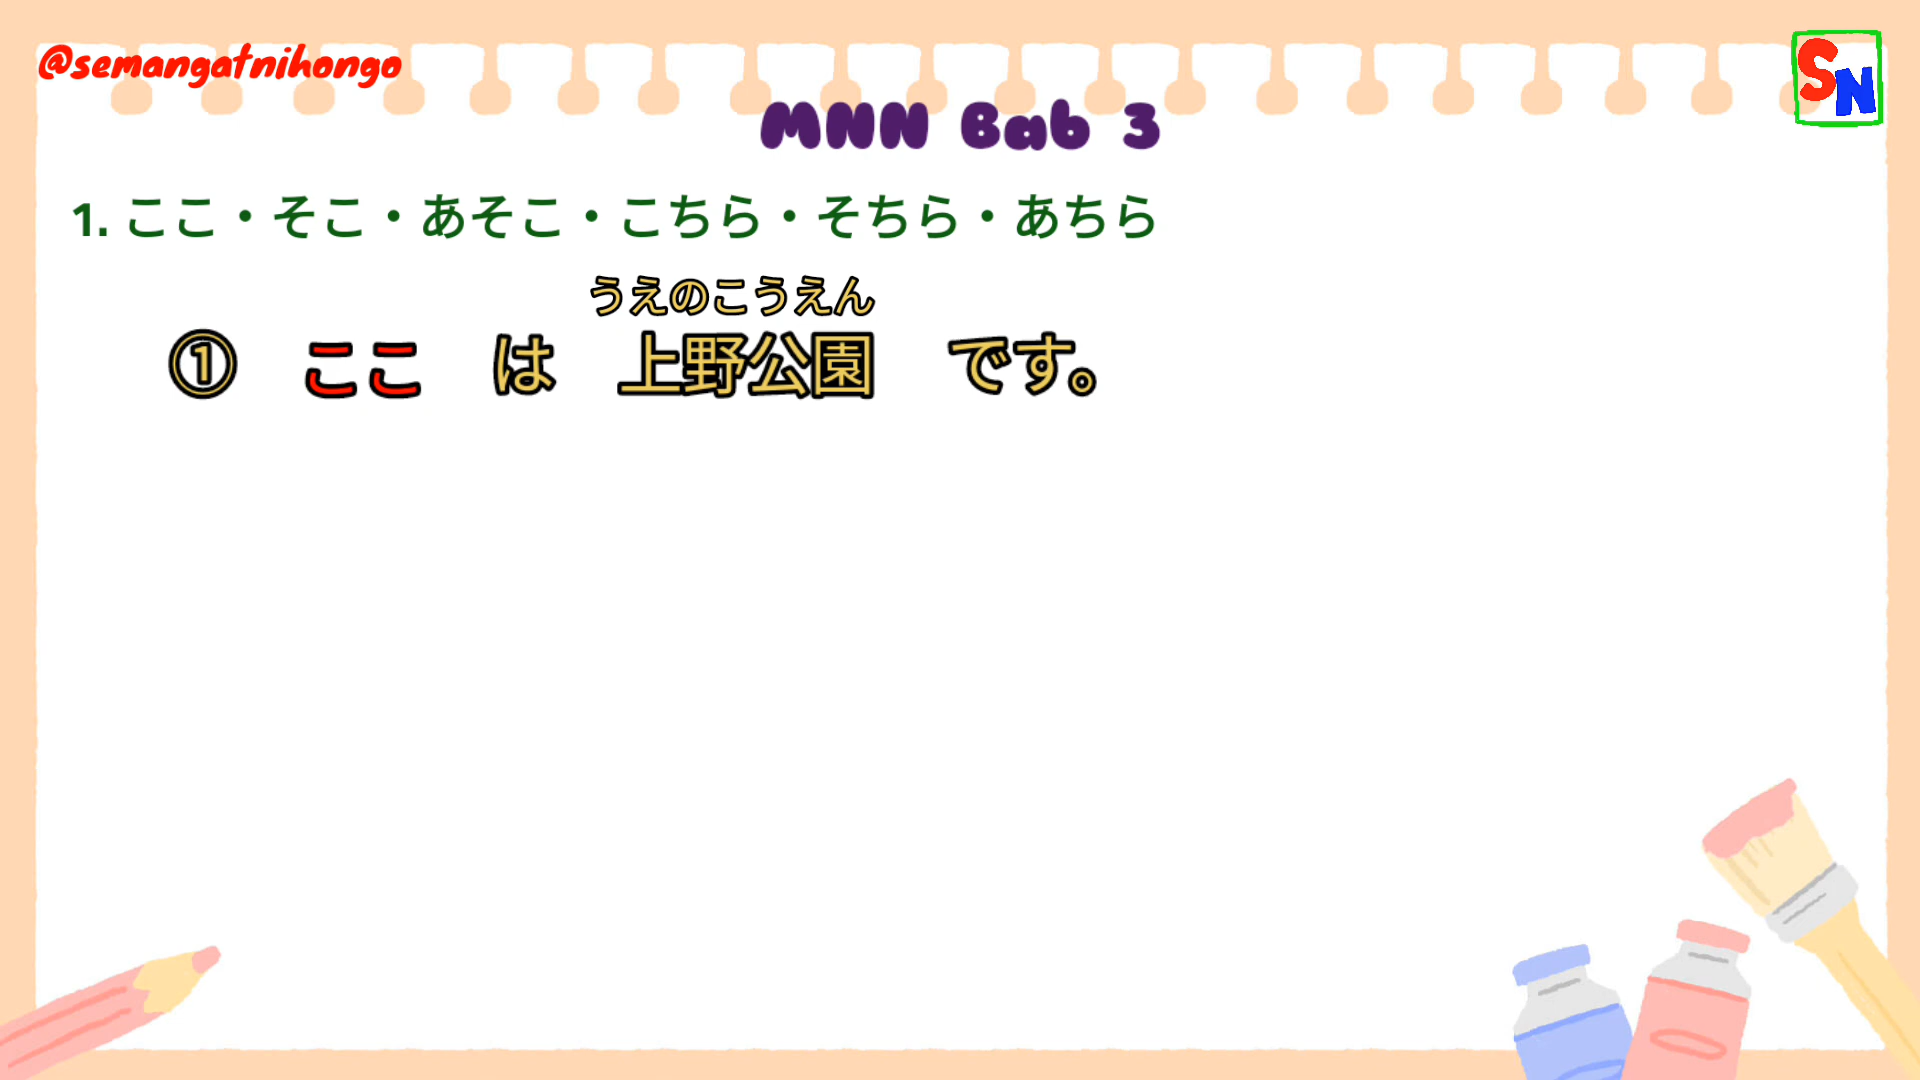 @semangatnihongo
SN
MNN Bab 3
1. ここ・そこ・あそこ・こちら・そちら・あちら
うえのこうえん
① ここ は 上野公園 です。